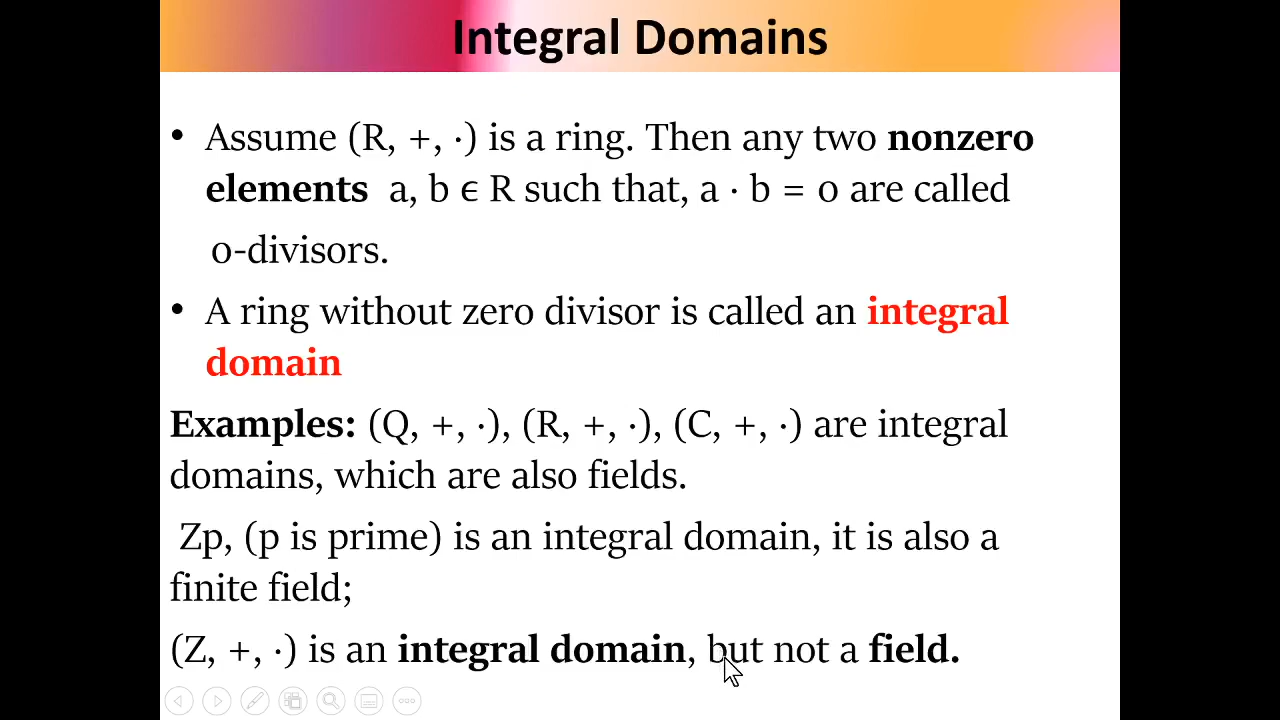 Integral Domains
• Assume (R, +, ·) is a ring. Then any two nonzero
elements a, b ϵ R such that, a · b = 0 are called
0-divisors.
• A ring without zero divisor is called an integral
domain
Examples: (Q, +, ·), (R, +, ·), (C, +, ·) are integral
domains, which are also fields.
Zp, (p is prime) is an integral domain, it is also a
finite field;
(Z, +, ·) is an integral domain, but not a field.